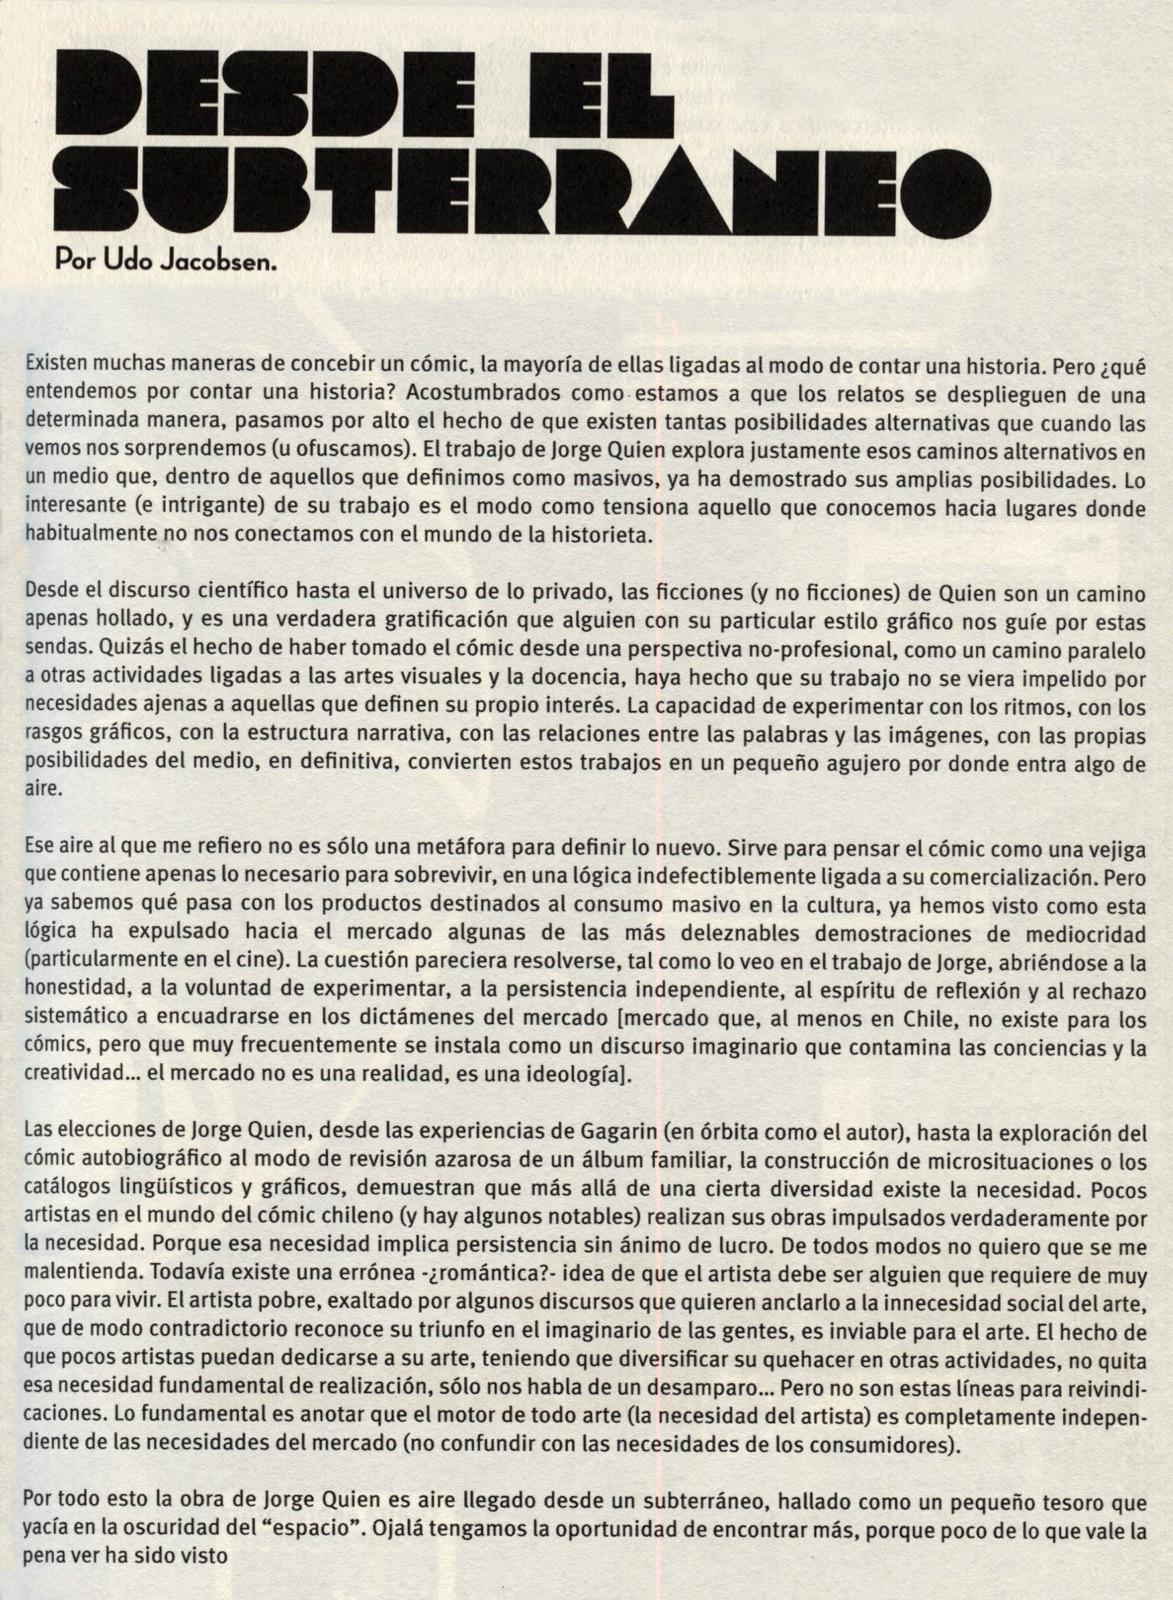 DESDE EL
SUBTERRANEO
Por Udo Jacobsen.
Existen muchas maneras de concebir un cómic, la mayoría de ellas ligadas al modo de contar una historia. Pero ¿qué
entendemos por contar una historia? Acostumbrados como estamos a que los relatos se desplieguen de una
determinada manera, pasamos por alto el hecho de que existen tantas posibilidades alternativas que cuando las
vemos nos sorprendemos (u ofuscamos). El trabajo de Jorge Quien explora justamente esos caminos alternativos en
un medio que, dentro de aquellos que definimos como masivos, ya ha demostrado sus amplias posibilidades. Lo
interesante (e intrigante) de su trabajo es el modo como tensiona aquello que conocemos hacia lugares donde
habitualmente no nos conectamos con el mundo de la historieta.
Desde el discurso científico hasta el universo de lo privado, las ficciones (y no ficciones) de Quien son un camino
apenas hollado, y es una verdadera gratificación que alguien con su particular estilo gráfico nos guíe por estas
sendas. Quizás el hecho de haber tomado el cómic desde una perspectiva no-profesional, como un camino paralelo
a otras actividades ligadas a las artes visuales y la docencia, haya hecho que su trabajo no se viera impelido por
necesidades ajenas a aquellas que definen su propio interés. La capacidad de experimentar con los ritmos, con los
rasgos gráficos, con la estructura narrativa, con las relaciones entre las palabras y las imágenes, con las propias
posibilidades del medio, en definitiva, convierten estos trabajos en un pequeño agujero por donde entra algo de
aire.
Ese aire al que me refiero no es sólo una metáfora para definir lo nuevo. Sirve para pensar el cómic como una vejiga
que contiene apenas lo necesario para sobrevivir, en una lógica indefectiblemente ligada a su comercialización. Pero
ya sabemos qué pasa con los productos destinados al consumo masivo en la cultura, ya hemos visto como esta
lógica ha expulsado hacia el mercado algunas de las más deleznables demostraciones de mediocridad
(particularmente en el cine). La cuestión pareciera resolverse, tal como lo veo en el trabajo de Jorge, abriéndose a la
honestidad, a la voluntad de experimentar, a la persistencia independiente, al espíritu de reflexión y al rechazo
sistemático a encuadrarse en los dictámenes del mercado [mercado que, al menos en Chile, no existe para los
cómics, pero que muy frecuentemente se instala como un discurso imaginario que contamina las conciencias y la
creatividad... el mercado no es una realidad, es una ideología].
Las elecciones de Jorge Quien, desde las experiencias de Gagarin (en órbita como el autor), hasta la exploración del
cómic autobiográfico al modo de revisión azarosa de un álbum familiar, la construcción de microsituaciones o los
catálogos lingüísticos y gráficos, demuestran que más allá de una cierta diversidad existe la necesidad. Pocos
artistas en el mundo del cómic chileno (y hay algunos notables) realizan sus obras impulsados verdaderamente por
la necesidad. Porque esa necesidad implica persistencia sin ánimo de lucro. De todos modos no quiero que se me
malentienda. Todavía existe una errónea -¿romántica?- idea de que el artista debe ser alguien que requiere de muy
poco para vivir. El artista pobre, exaltado por algunos discursos que quieren anclarlo a la innecesidad social del arte,
que de modo contradictorio reconoce su triunfo en el imaginario de las gentes, es inviable para el arte. El hecho de
que pocos artistas puedan dedicarse a su arte, teniendo que diversificar su quehacer en otras actividades, no quita
esa necesidad fundamental de realización, sólo nos habla de un desamparo... Pero no son estas líneas para reivindi-
caciones. Lo fundamental es anotar que el motor de todo arte (la necesidad del artista) es completamente indepen-
diente de las necesidades del mercado (no confundir con las necesidades de los consumidores).
Por todo esto la obra de Jorge Quien es aire llegado desde un subterráneo, hallado como un pequeño tesoro que
yacía en la oscuridad del “espacio”. Ojalá tengamos la oportunidad de encontrar más, porque poco de lo que vale la
pena ver ha sido visto